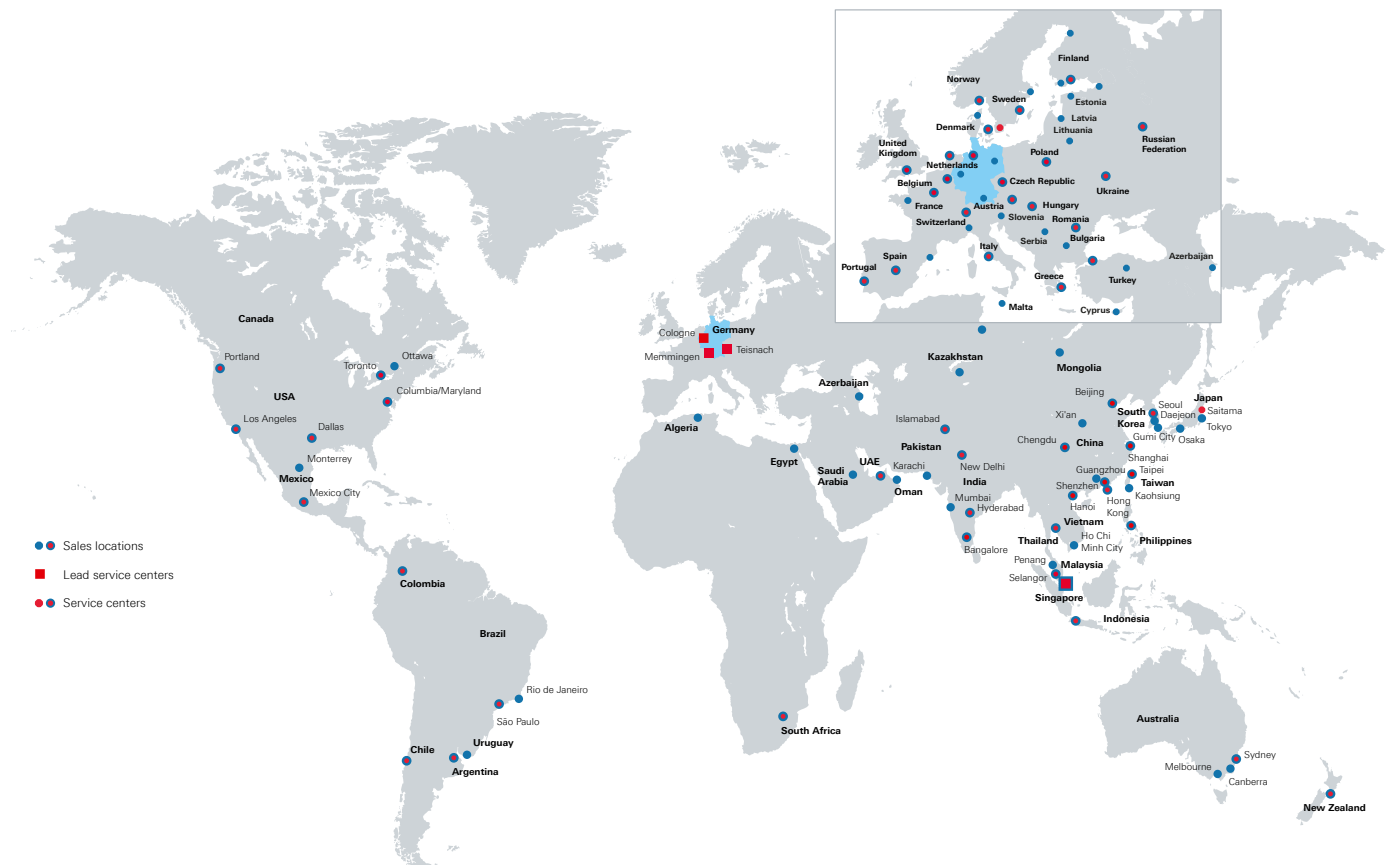 Finland
Norway
Sweden
Estonia
Latvia
Denmark
Lithuania
Russian
Federation
United
Kingdom
Poland
Netherlands
Belgium
Czech Republic
Ukraine
France
Austria
Hungary
Switzerland
Slovenia
Romania
Serbia
Bulgaria
Italy
Spain
Portugal
Greece
Turkey
Azerbaijan
Malta
Cyprus
Canada
Portland
Toronto
Ottawa
Columbia/Maryland
USA
Los Angeles
Dallas
Monterrey
Mexico
Mexico City
Cologne
Germany
Memmingen
Teisnach
Kazakhstan
Mongolia
Azerbaijan
Algeria
Egypt
Saudi
Arabia
UAE
Oman
Karachi
Islamabad
Pakistan
New Delhi
India
Mumbai
Hyderabad
Bangalore
Beijing
Xi'an
Chengdu
China
South
Korea
Seoul
Daejeon
Gumi City
Japan
Saitama
Tokyo
Osaka
Shanghai
Guangzhou
Taipei
Taiwan
Shenzhen
Kaohsiung
Hanoi
Hong
Kong
Vietnam
Thailand
Ho Chi
Minh City
Philippines
Penang
Malaysia
Selangor
Singapore
Indonesia
Sales locations
Lead service centers
Service centers
Colombia
Brazil
Rio de Janeiro
São Paulo
Chile
Uruguay
Argentina
South Africa
Australia
Sydney
Melbourne
Canberra
New Zealand